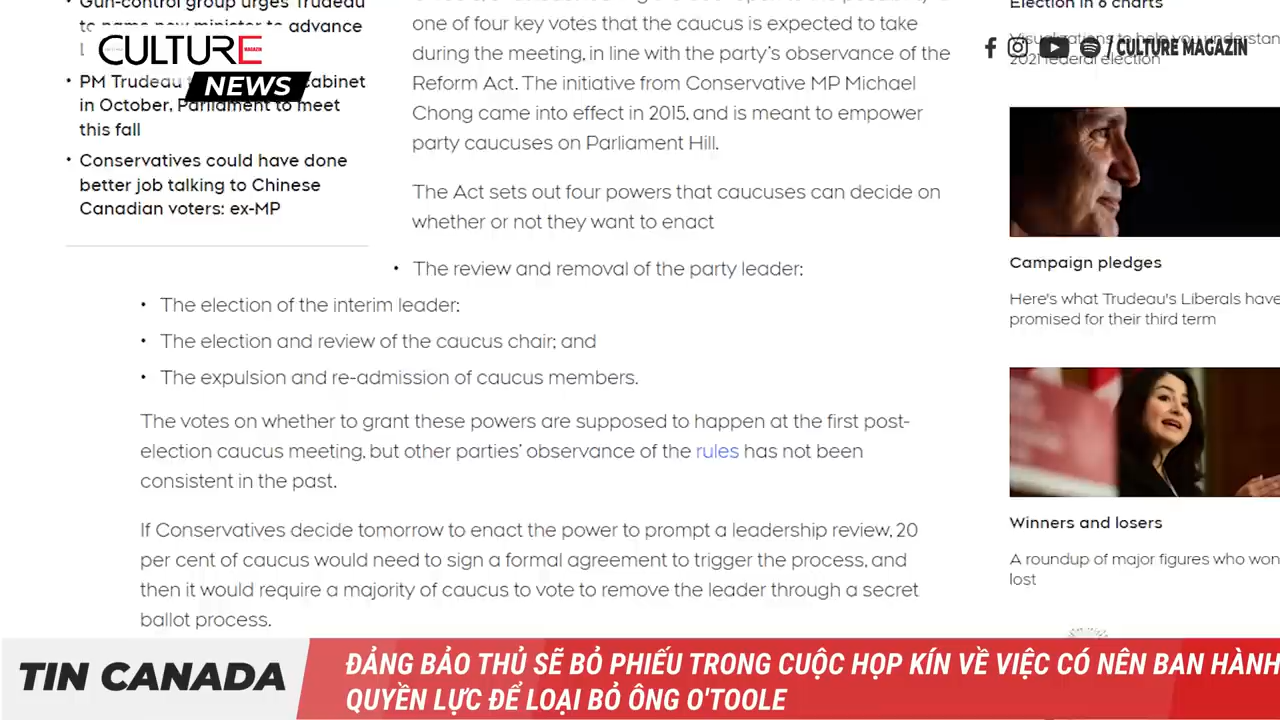 Gun-control group urges Trudeau
to name new minister to advance
PM Trudeau cabinet
in October, Parliament to meet
this fall
Conservatives could have done
better job talking to Chinese
Canadian voters: ex-MP
CULTURE
MAGAZIN
NEWS
one of four key votes that the caucus is expected to take
during the meeting, in line with the party's observance of the
Reform Act. The initiative from Conservative MP Michael
Chong came into effect in 2015, and is meant to empower
party caucuses on Parliament Hill.
The Act sets out four powers that caucuses can decide on
whether or not they want to enact
• The review and removal of the party leader;
• The election of the interim leader;
• The election and review of the caucus chair; and
• The expulsion and re-admission of caucus members.
The votes on whether to grant these powers are supposed to happen at the first post-
election caucus meeting, but other parties' observance of the rules has not been
consistent in the past.
If Conservatives decide tomorrow to enact the power to prompt a leadership review, 20
per cent of caucus would need to sign a formal agreement to trigger the process, and
then it would require a majority of caucus to vote to remove the leader through a secret
ballot process.
Election in 6 charts
Visualizations to help you understan
2021 federal election
/ CULTURE MAGAZIN
Campaign pledges
Here's what Trudeau's Liberals have
promised for their third term
Winners and losers
A roundup of major figures who won
lost
TIN CANADA
ĐẢNG BẢO THỦ SẼ BỎ PHIẾU TRONG CUỘC HỌP KÍN VỀ VIỆC CÓ NÊN BAN HÀNH
QUYỀN LỰC ĐỂ LOẠI BỎ ÔNG O'TOOLE